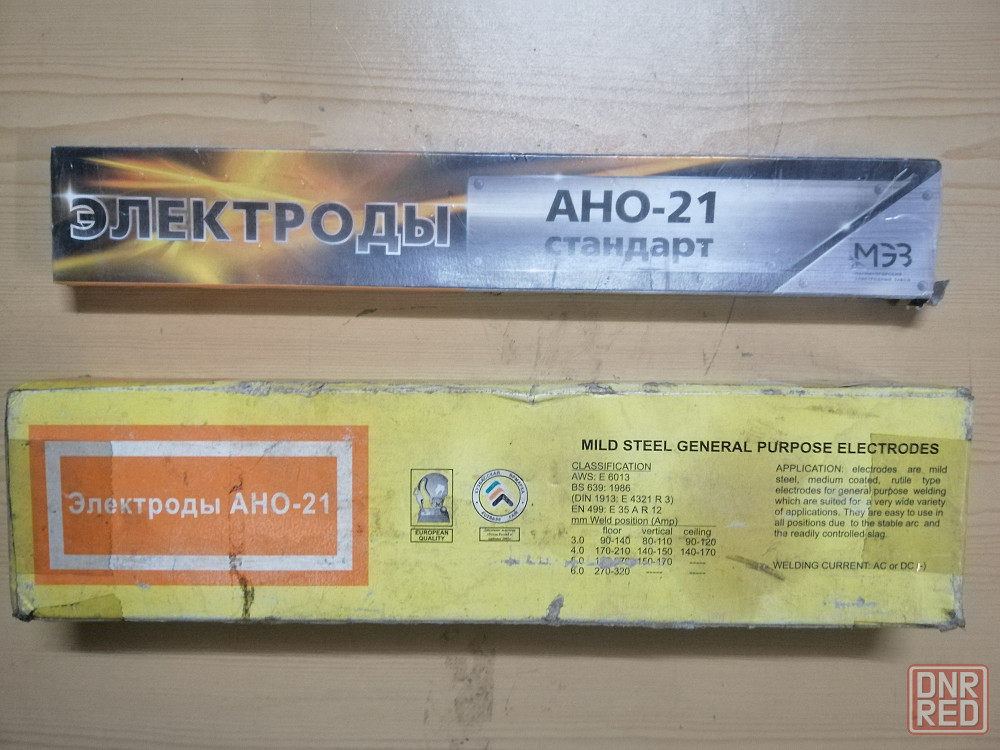 ЭЛЕКТРОДЫ
АНО-21
стандарт
МЭЗ
Электроды АНО-21
EUROPEAN
QUALITY
MILD STEEL GENERAL PURPOSE ELECTRODES
CLASSIFICATION
AWS: E 6013
BS 639: 1986
(DIN 1913: E 4321 R 3)
EN 499: E 35 A R 12
mm Weld position (Amp)
floor vertical ceiling
3.0 90-140 80-110 90-120
4.0 170-210 140-150 140-170
150-170 -----
6.0 270-320 ----- -----
APPLICATION: electrodes are mild
steel, medium coated, rutile type
electrodes for general purpose welding
which are suited for a very wide variety
of applications. They are easy to use in
all positions due to the stable arc and
the readily controlled slag.
WELDING CURRENT: AC or DC
DNR
RED